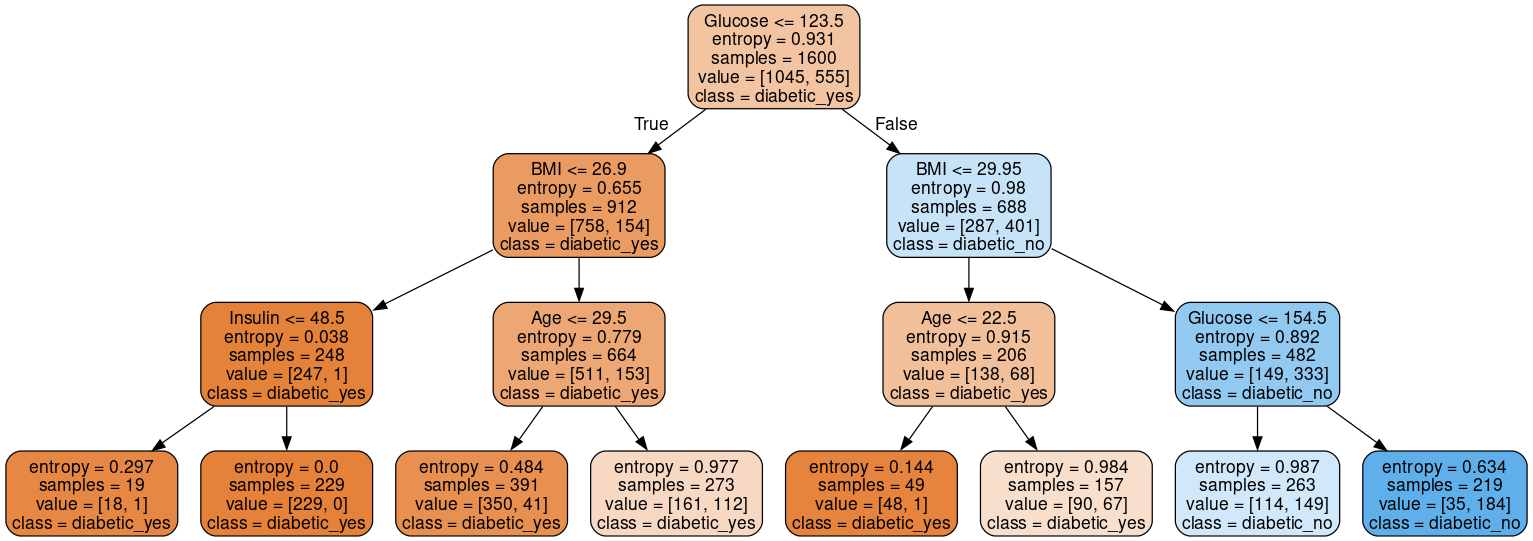 Glucose <= 123.5
entropy = 0.931
samples = 1600
value = [1045, 555]
class = diabetic_yes
True
False
BMI <= 26.9
entropy = 0.655
samples = 912
value = [758, 154]
class = diabetic_yes
BMI <= 29.95
entropy = 0.98
samples = 688
value = [287, 401]
class = diabetic_no
Insulin <= 48.5
entropy = 0.038
samples = 248
value = [247, 1]
class = diabetic_yes
Age <= 29.5
entropy = 0.779
samples = 664
value = [511, 153]
class = diabetic_yes
Age <= 22.5
entropy = 0.915
samples = 206
value = [138, 68]
class = diabetic_yes
Glucose <= 154.5
entropy = 0.892
samples = 482
value = [149, 333]
class = diabetic_no
entropy = 0.297
samples = 19
value = [18, 1]
class = diabetic_yes
entropy = 0.0
samples = 229
value = [229, 0]
class = diabetic_yes
entropy = 0.484
samples = 391
value = [350, 41]
class = diabetic_yes
entropy = 0.977
samples = 273
value = [161, 112]
class = diabetic_yes
entropy = 0.144
samples = 49
value = [48, 1]
class = diabetic_yes
entropy = 0.984
samples = 157
value = [90, 67]
class = diabetic_yes
entropy = 0.987
samples = 263
value = [114, 149]
class = diabetic_no
entropy = 0.634
samples = 219
value = [35, 184]
class = diabetic_no